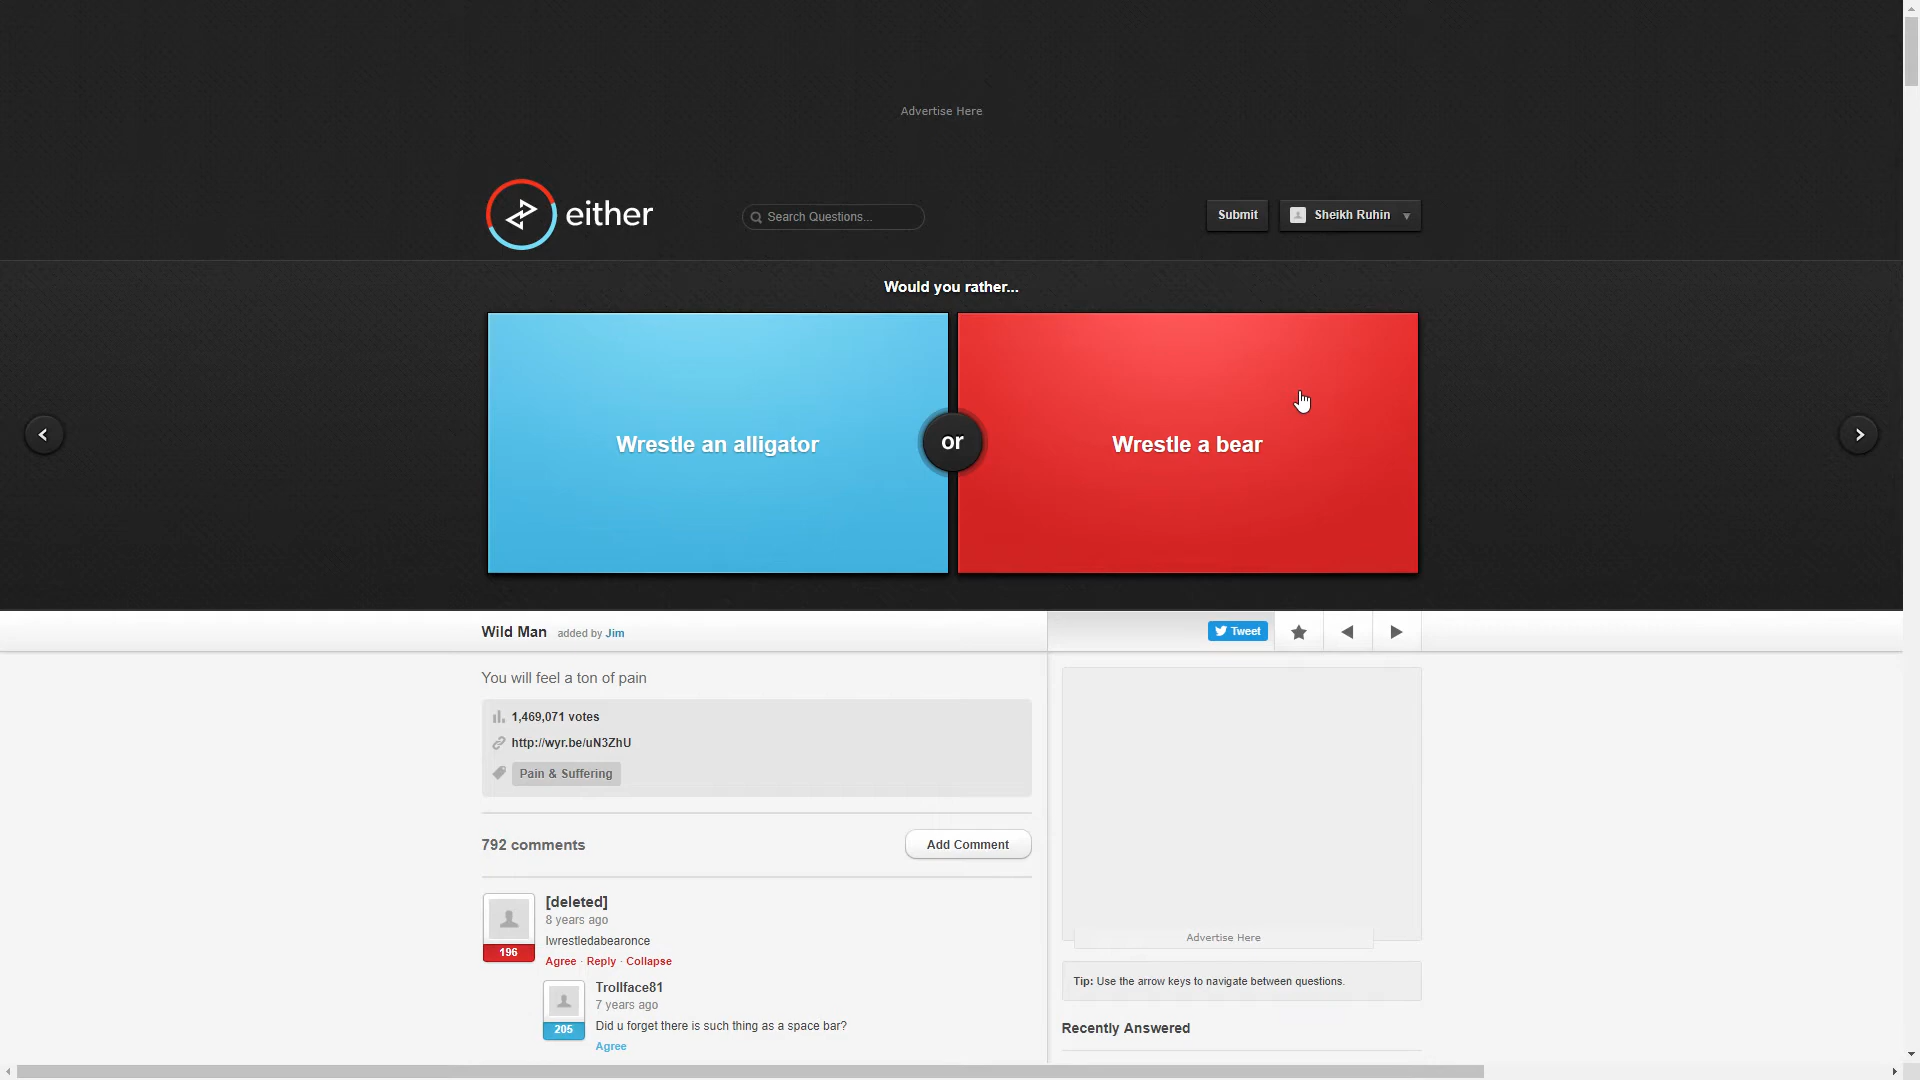 Advertise Here
either
Search Questions...
Submit
Sheikh Ruhin
Would you rather...
Wrestle an alligator
or
Wrestle a bear
Wild Man added by Jim
Tweet
You will feel a ton of pain
1,469,071 votes
http://wyr.be/uN3ZhU
Pain & Suffering
792 comments
Add Comment
[deleted]
8 years ago
Iwrestledabearonce
196
Agree · Reply · Collapse
Trollface81
7 years ago
Did u forget there is such thing as a space bar?
205
Agree
Advertise Here
Tip: Use the arrow keys to navigate between questions.
Recently Answered